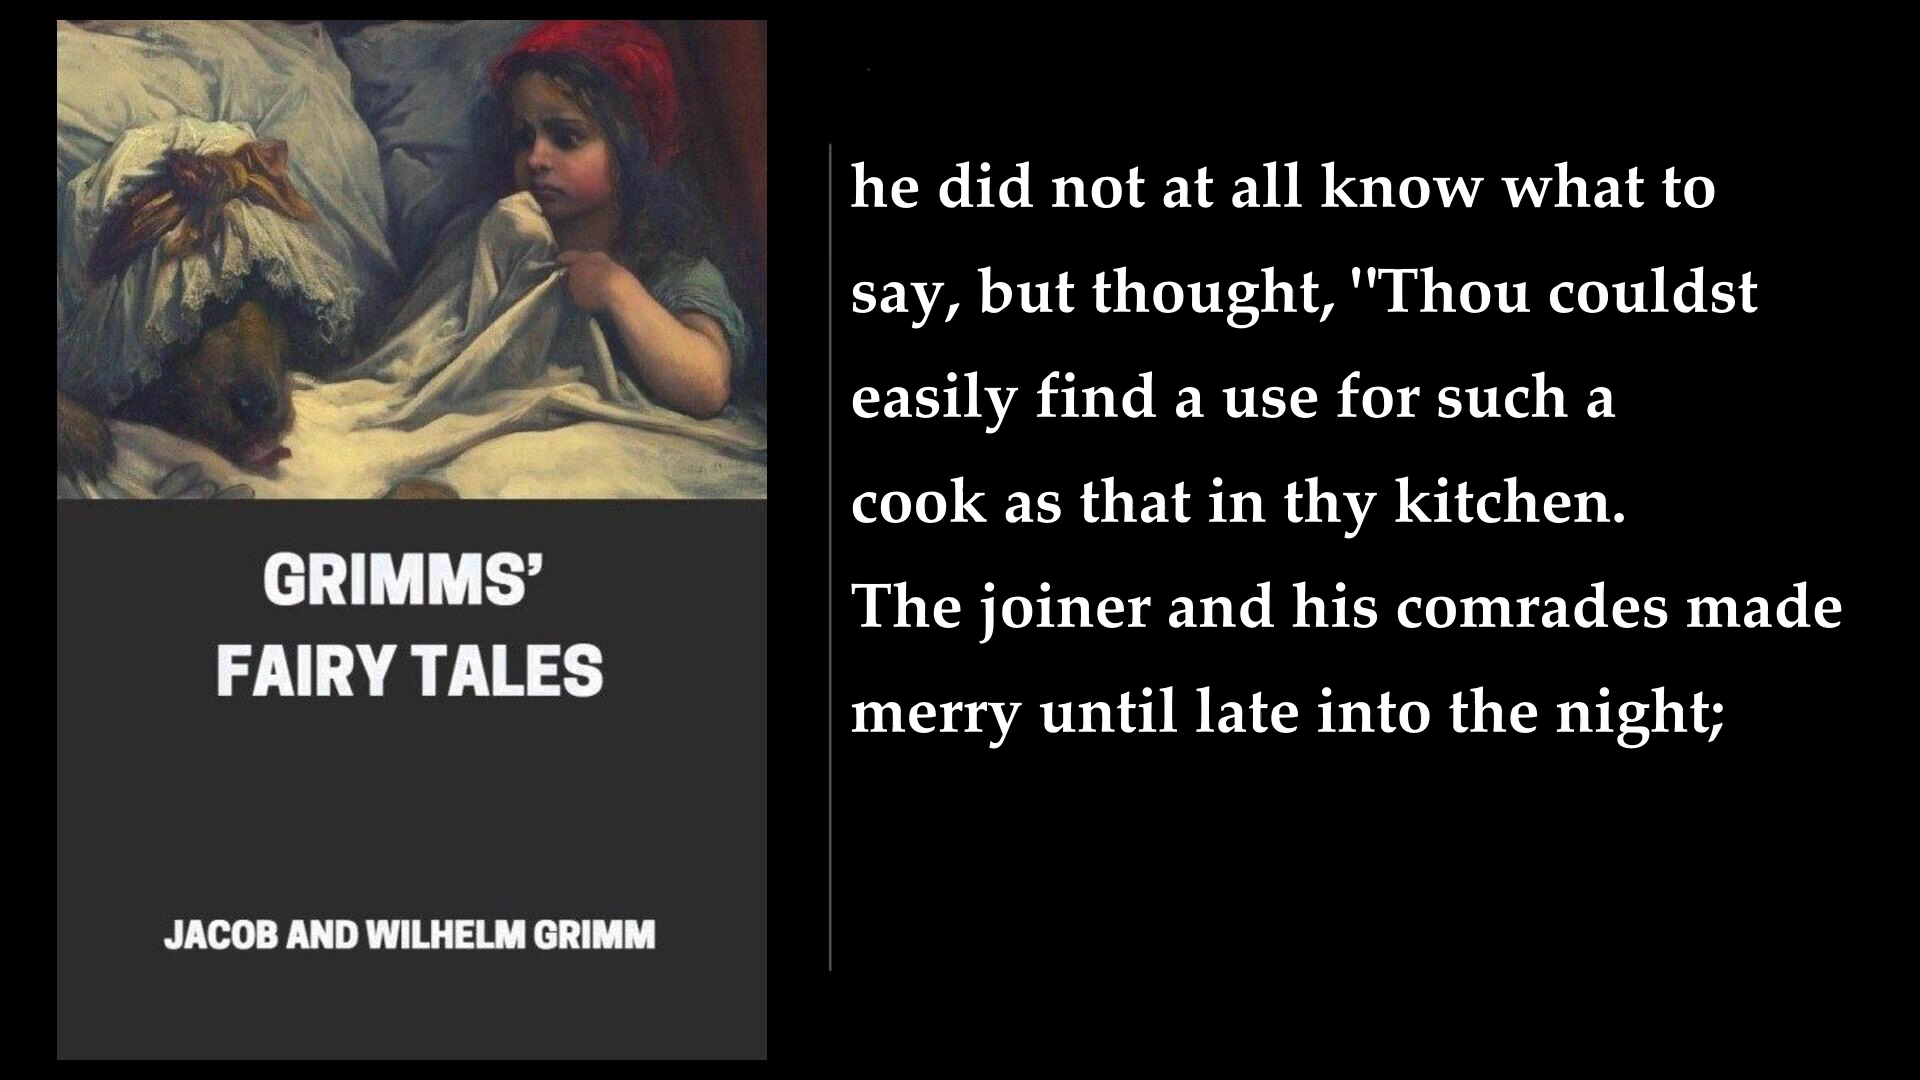 GRIMMS’
FAIRY TALES
JACOB AND WILHELM GRIMM
he did not at all know what to
say, but thought, "Thou couldst
easily find a use for such a
cook as that in thy kitchen.
The joiner and his comrades made
merry until late into the night;